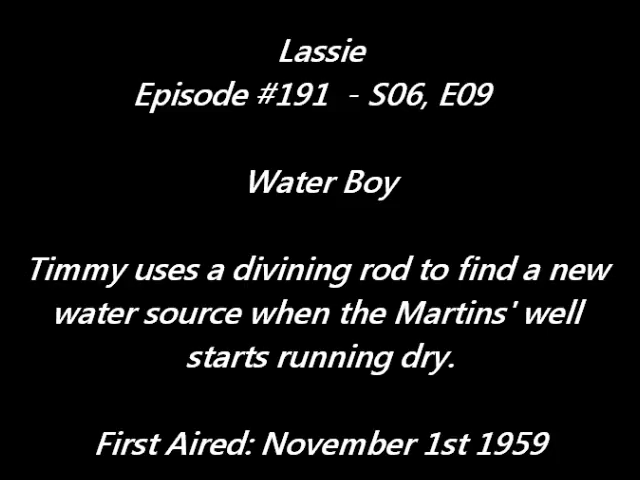 Lassie
Episode #191 - S06, E09
Water Boy
Timmy uses a divining rod to find a new
water source when the Martins' well
starts running dry.
First Aired: November 1st 1959